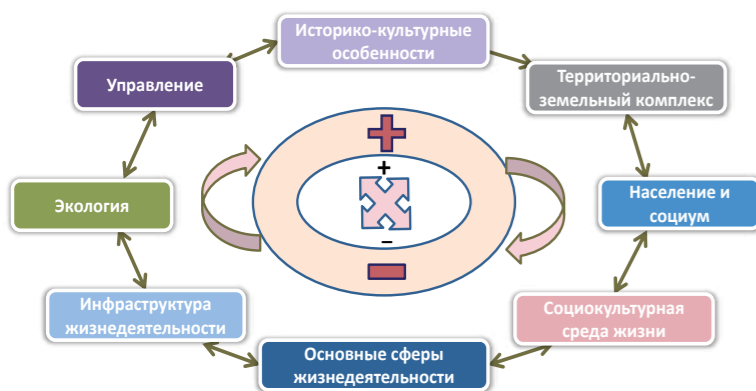 Историко-культурные
особенности
Управление
Территориально-
земельный комплекс
+
Экология
Население и
социум
–
Инфраструктура
жизнедеятельности
Социокультурная
среда жизни
Основные сферы
жизнедеятельности